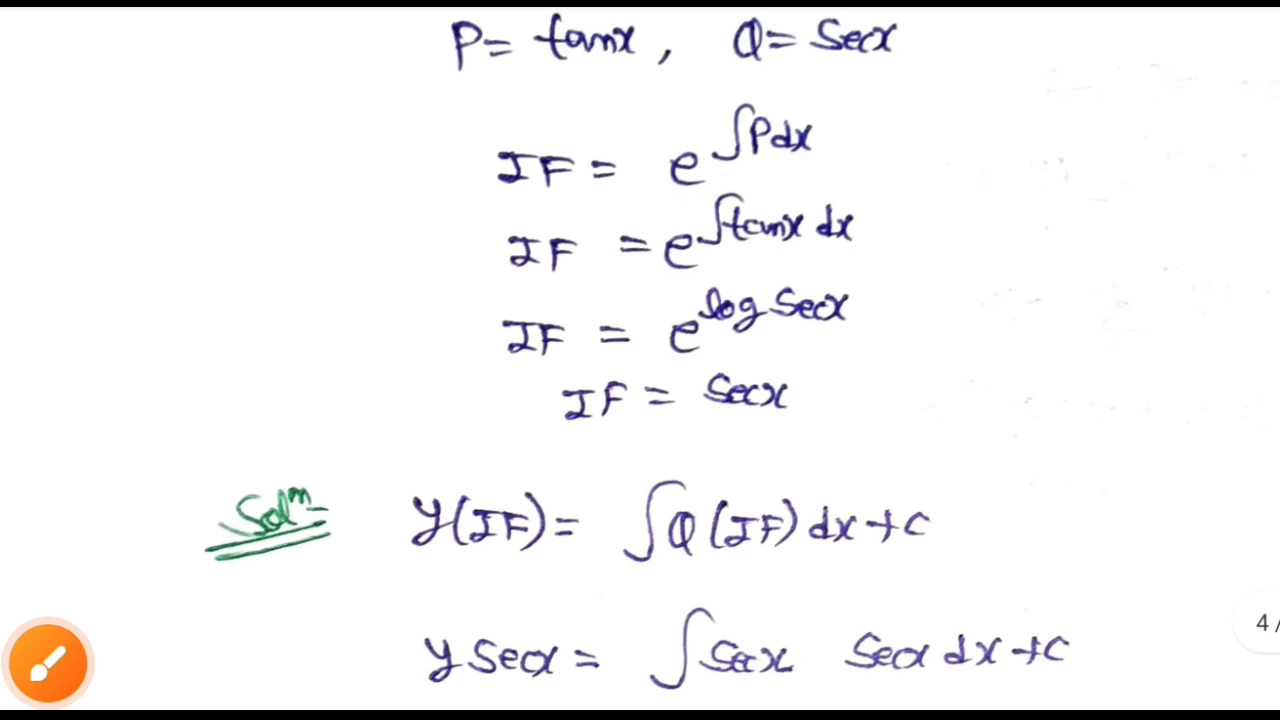 P= tanx, Q= Secx
IF = e^∫Pdx
IF = e^∫tanx dx
IF = e^log Secx
IF = Secx
Solⁿ y(IF)= ∫Q(IF) dx+c
y Secx = ∫Secx Secx dx+c
4/